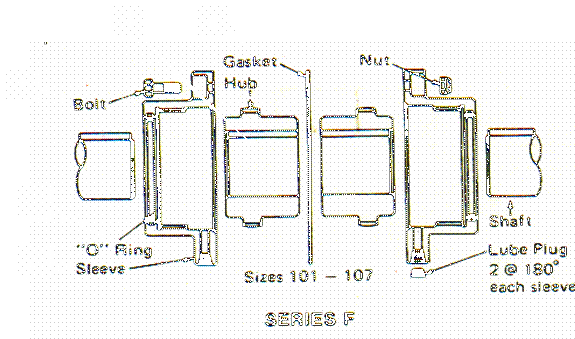 Gasket
Hub
Nut
Bolt
"O" Ring
Sleeve
Sizes 101 – 107
Shaft
Lube Plug
2 @ 180°
each sleeve
SERIES F